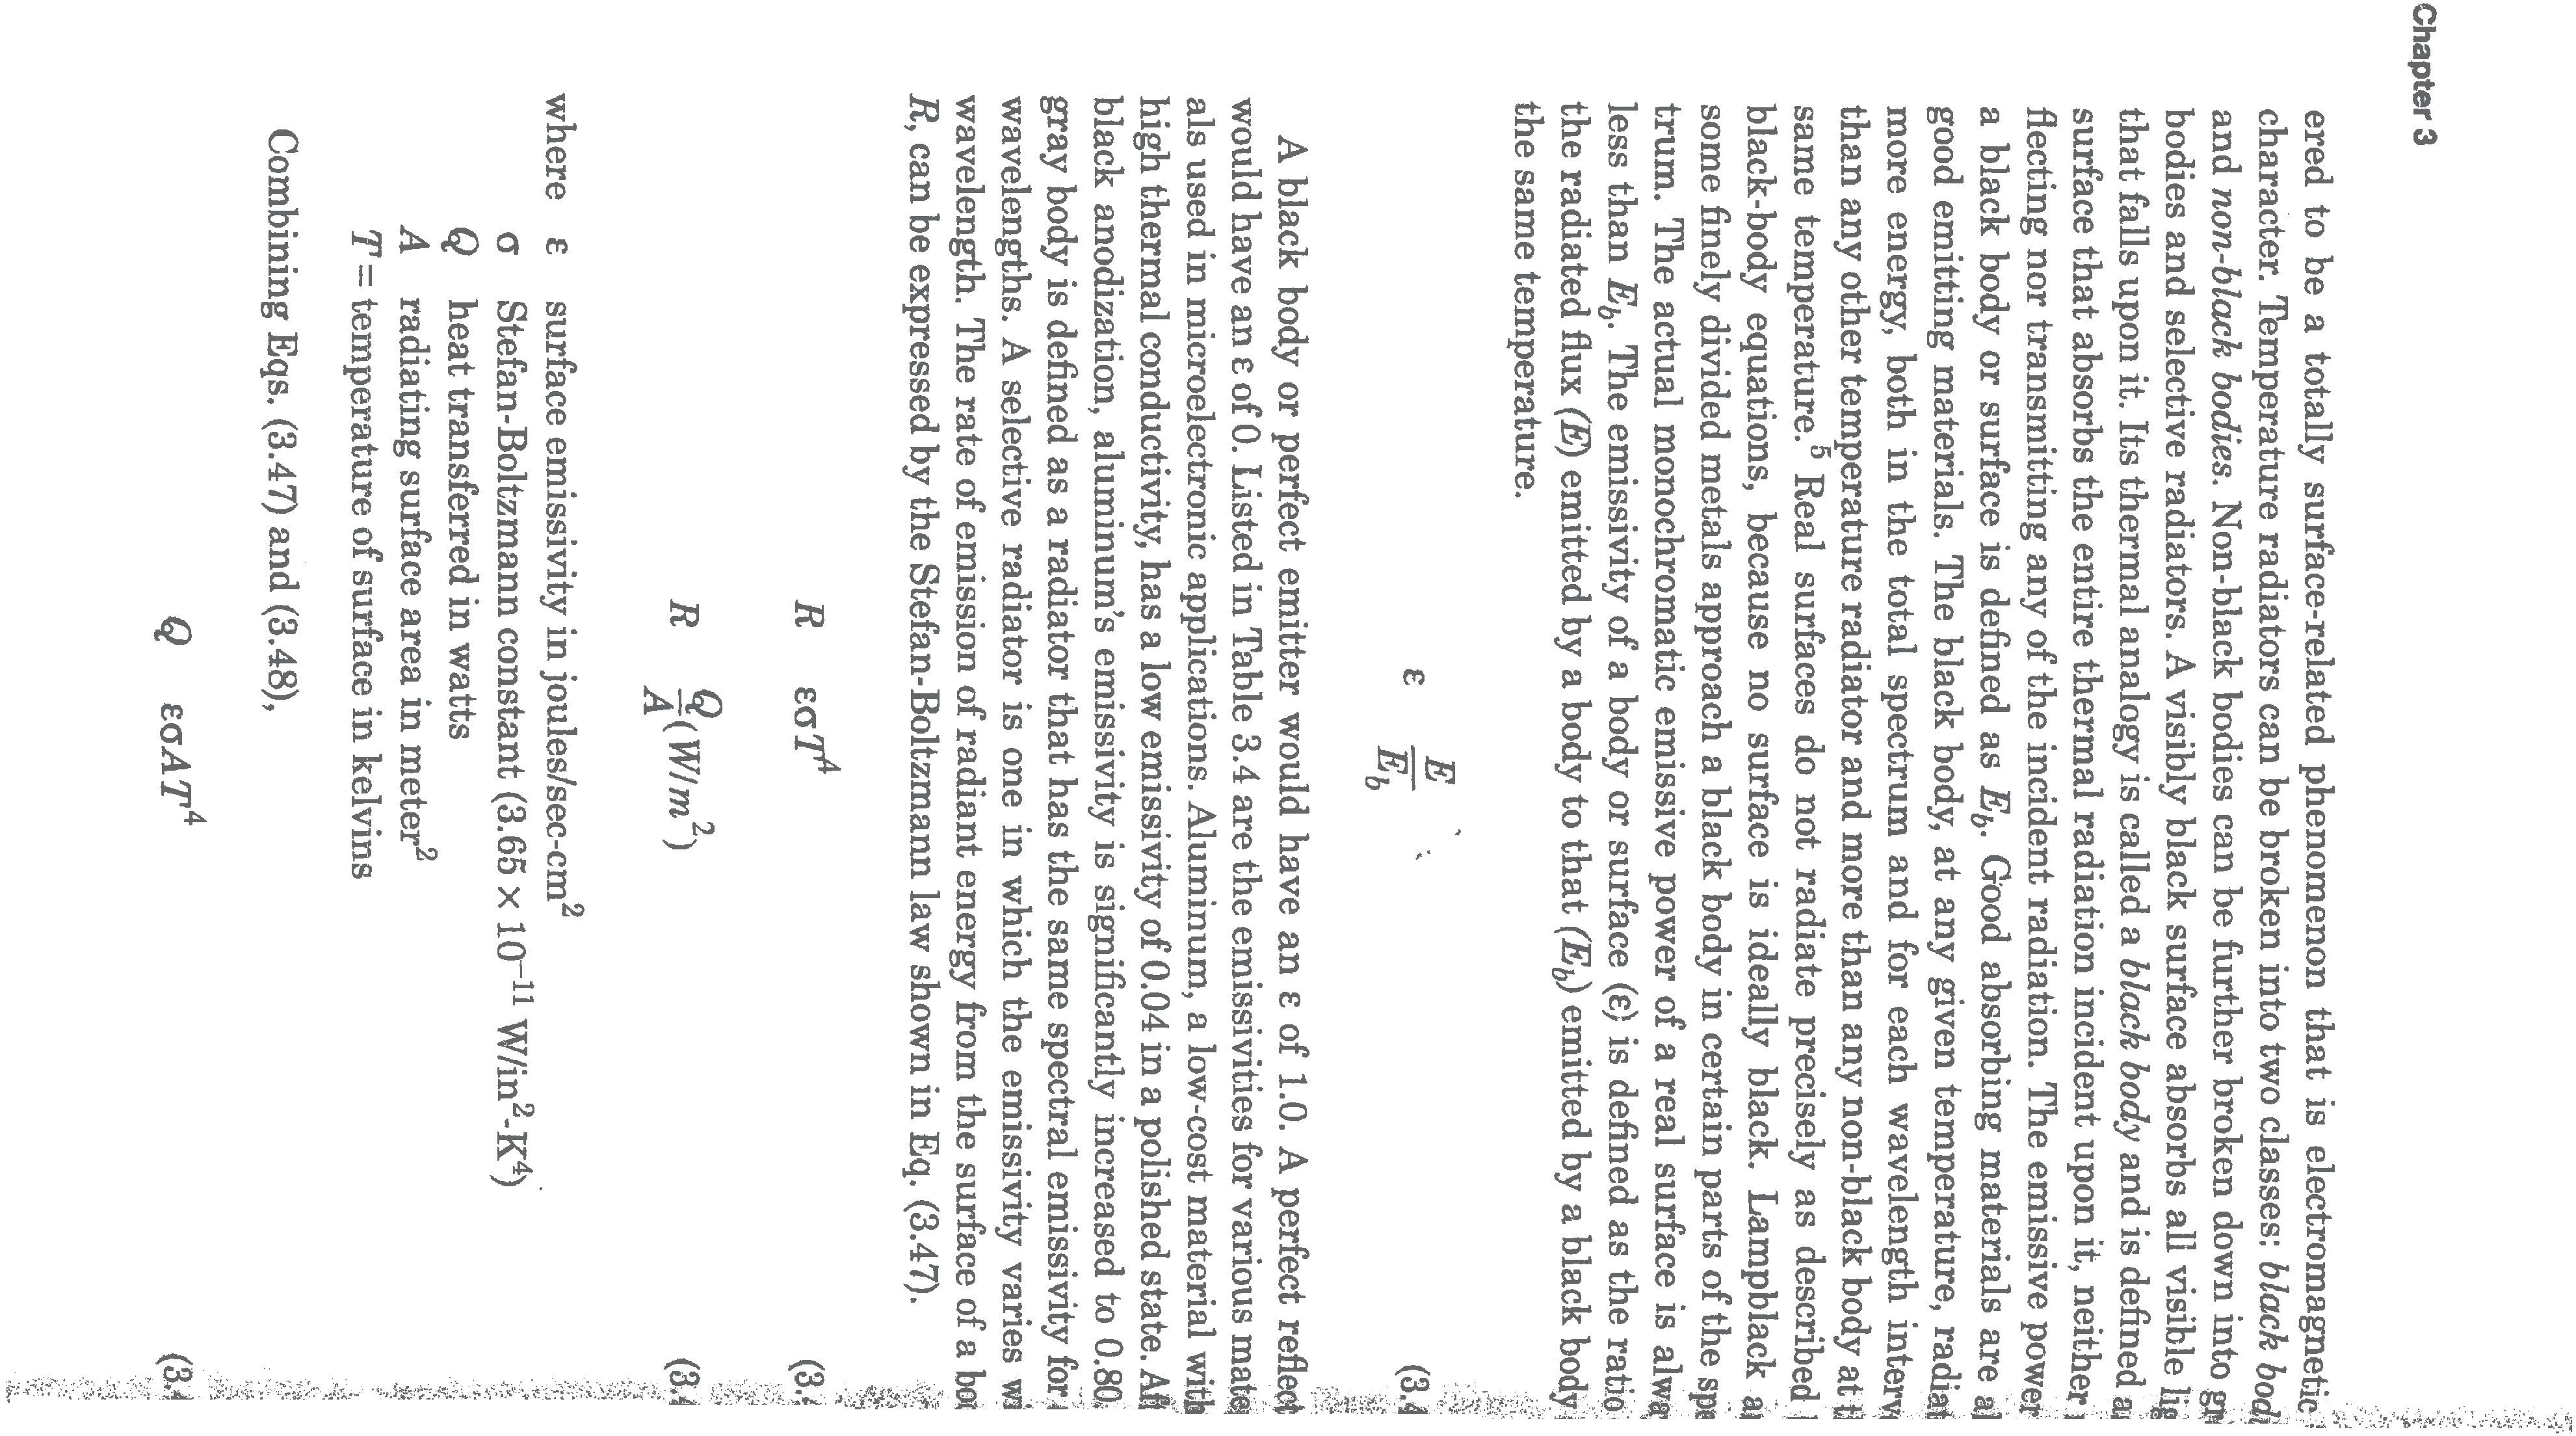 Chapter 3
ered to be a totally surface-related phenomenon that is electromagnetic
character. Temperature radiators can be broken into two classes: black bod
and non-black bodies. Non-black bodies can be further broken down into gr
bodies and selective radiators. A visibly black surface absorbs all visible lig
that falls upon it. Its thermal analogy is called a black body and is defined a
surface that absorbs the entire thermal radiation incident upon it, neither
flecting nor transmitting any of the incident radiation. The emissive power
a black body or surface is defined as E_b. Good absorbing materials are al
good emitting materials. The black body, at any given temperature, radiat
more energy, both in the total spectrum and for each wavelength interv
than any other temperature radiator and more than any non-black body at t
same temperature.⁵ Real surfaces do not radiate precisely as described
black-body equations, because no surface is ideally black. Lampblack a
some finely divided metals approach a black body in certain parts of the spe
trum. The actual monochromatic emissive power of a real surface is alwa
less than E_b. The emissivity of a body or surface (ε) is defined as the ratio
the radiated flux (E) emitted by a body to that (E_b) emitted by a black body
the same temperature.
ε E/E_b (3.4
A black body or perfect emitter would have an ε of 1.0. A perfect reflect
would have an ε of 0. Listed in Table 3.4 are the emissivities for various mate
als used in microelectronic applications. Aluminum, a low-cost material with
high thermal conductivity, has a low emissivity of 0.04 in a polished state. Af
black anodization, aluminum's emissivity is significantly increased to 0.80.
gray body is defined as a radiator that has the same spectral emissivity for
wavelengths. A selective radiator is one in which the emissivity varies w
wavelength. The rate of emission of radiant energy from the surface of a bo
R, can be expressed by the Stefan-Boltzmann law shown in Eq. (3.47).
R εσT⁴ (3.4
R Q/A (W/m²) (3.4
where ε surface emissivity in joules/sec-cm²
σ Stefan-Boltzmann constant (3.65 × 10⁻¹¹ W/in²-K⁴)
Q heat transferred in watts
A radiating surface area in meter²
T = temperature of surface in kelvins
Combining Eqs. (3.47) and (3.48),
Q εσAT⁴ (3.4